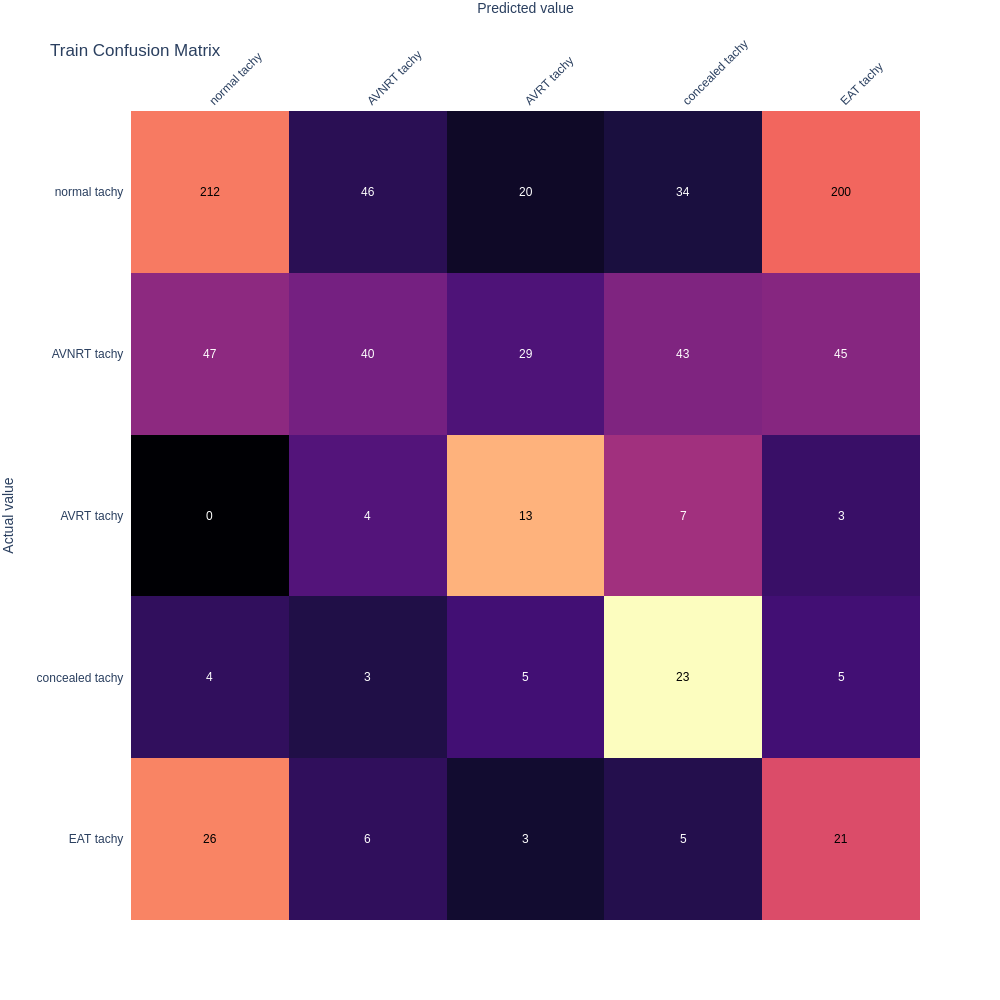 Predicted value
Train Confusion Matrix
normal tachy
AVNRT tachy
AVRT tachy
concealed tachy
EAT tachy
Actual value
normal tachy 212 46 20 34 200
AVNRT tachy 47 40 29 43 45
AVRT tachy 0 4 13 7 3
concealed tachy 4 3 5 23 5
EAT tachy 26 6 3 5 21